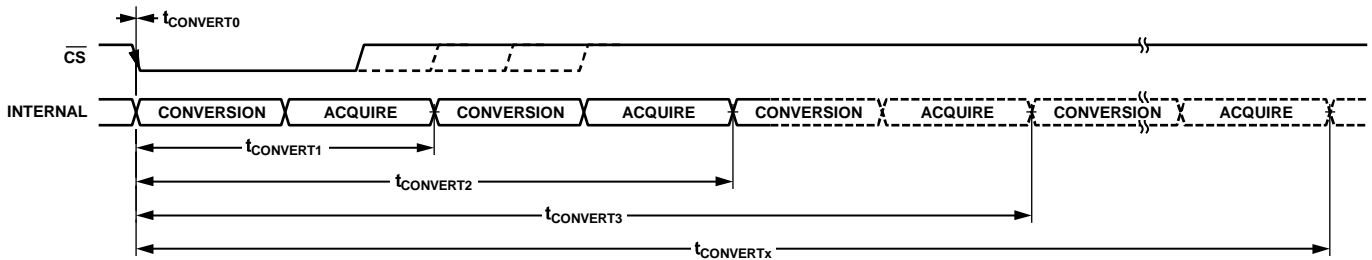 tCONVERT0
CS
INTERNAL CONVERSION ACQUIRE CONVERSION ACQUIRE CONVERSION ACQUIRE CONVERSION ACQUIRE
tCONVERT1
tCONVERT2
tCONVERT3
tCONVERTx